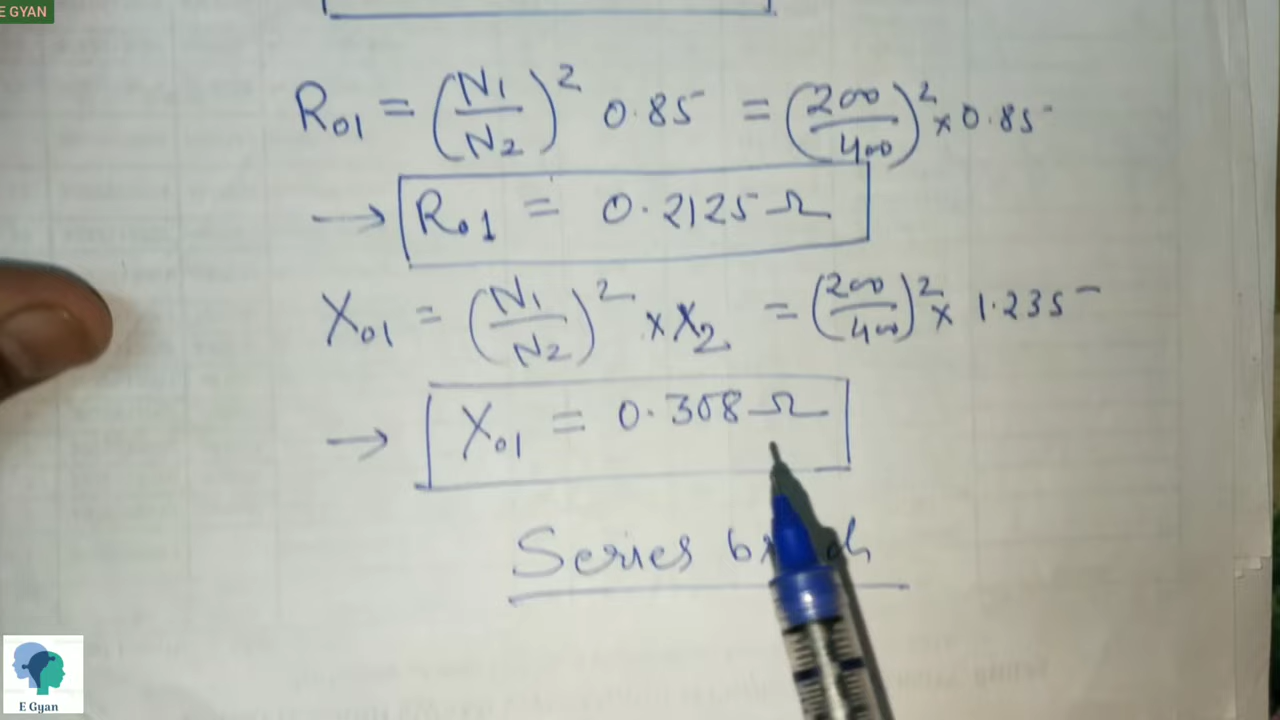 E GYAN
R01 = (N1/N2)² 0.85 = (200/400)² × 0.85
→ R01 = 0.2125 Ω
X01 = (N1/N2)² × X2 = (200/400)² × 1.235
→ X01 = 0.308 Ω
Series
E Gyan